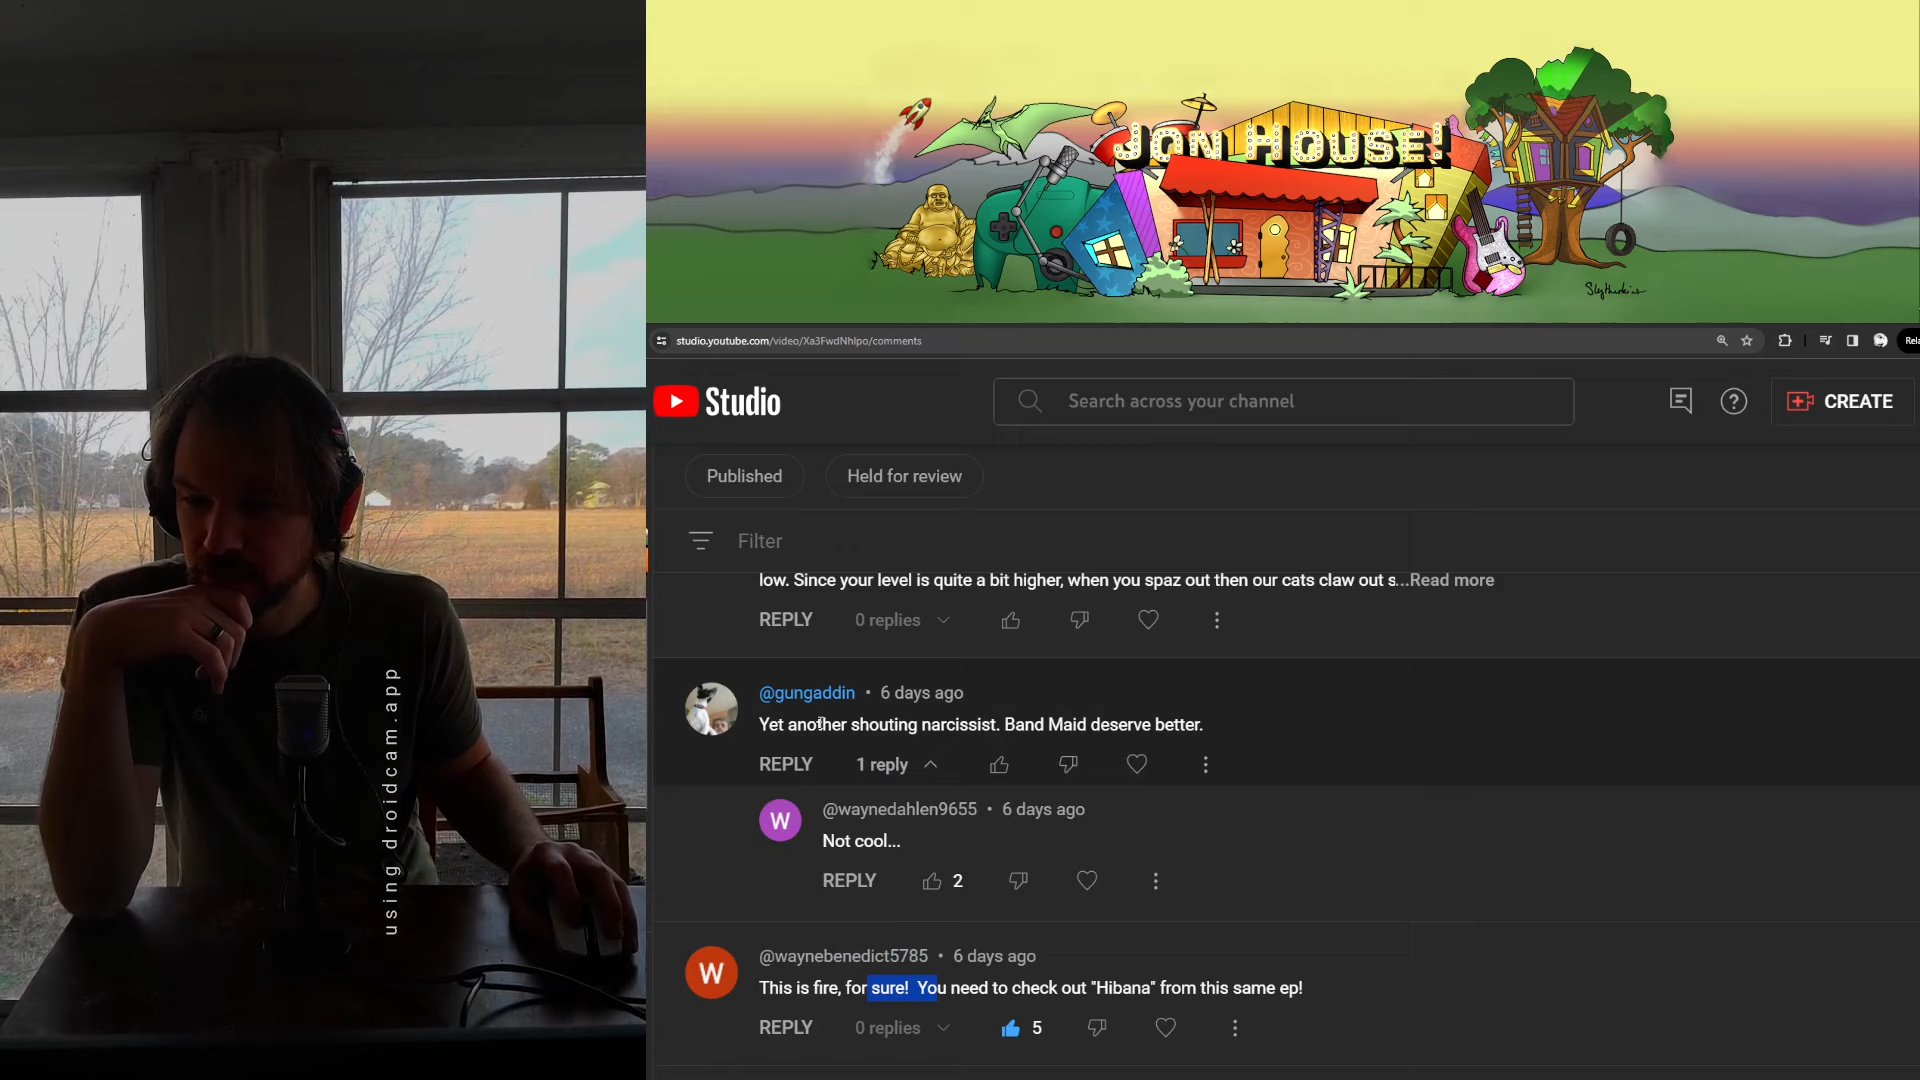 JON HOUSE!
Slytherkins
studio.youtube.com/video/Xa3FwdNhlpo/comments
Rela
Studio
Search across your channel
CREATE
Published
Held for review
Filter
low. Since your level is quite a bit higher, when you spaz out then our cats claw out s...Read more
REPLY 0 replies
@gungaddin • 6 days ago
Yet another shouting narcissist. Band Maid deserve better.
REPLY 1 reply
W
@waynedahlen9655 • 6 days ago
Not cool...
REPLY 2
W
@waynebenedict5785 • 6 days ago
This is fire, for sure! You need to check out "Hibana" from this same ep!
REPLY 0 replies 5
using droidcam.app